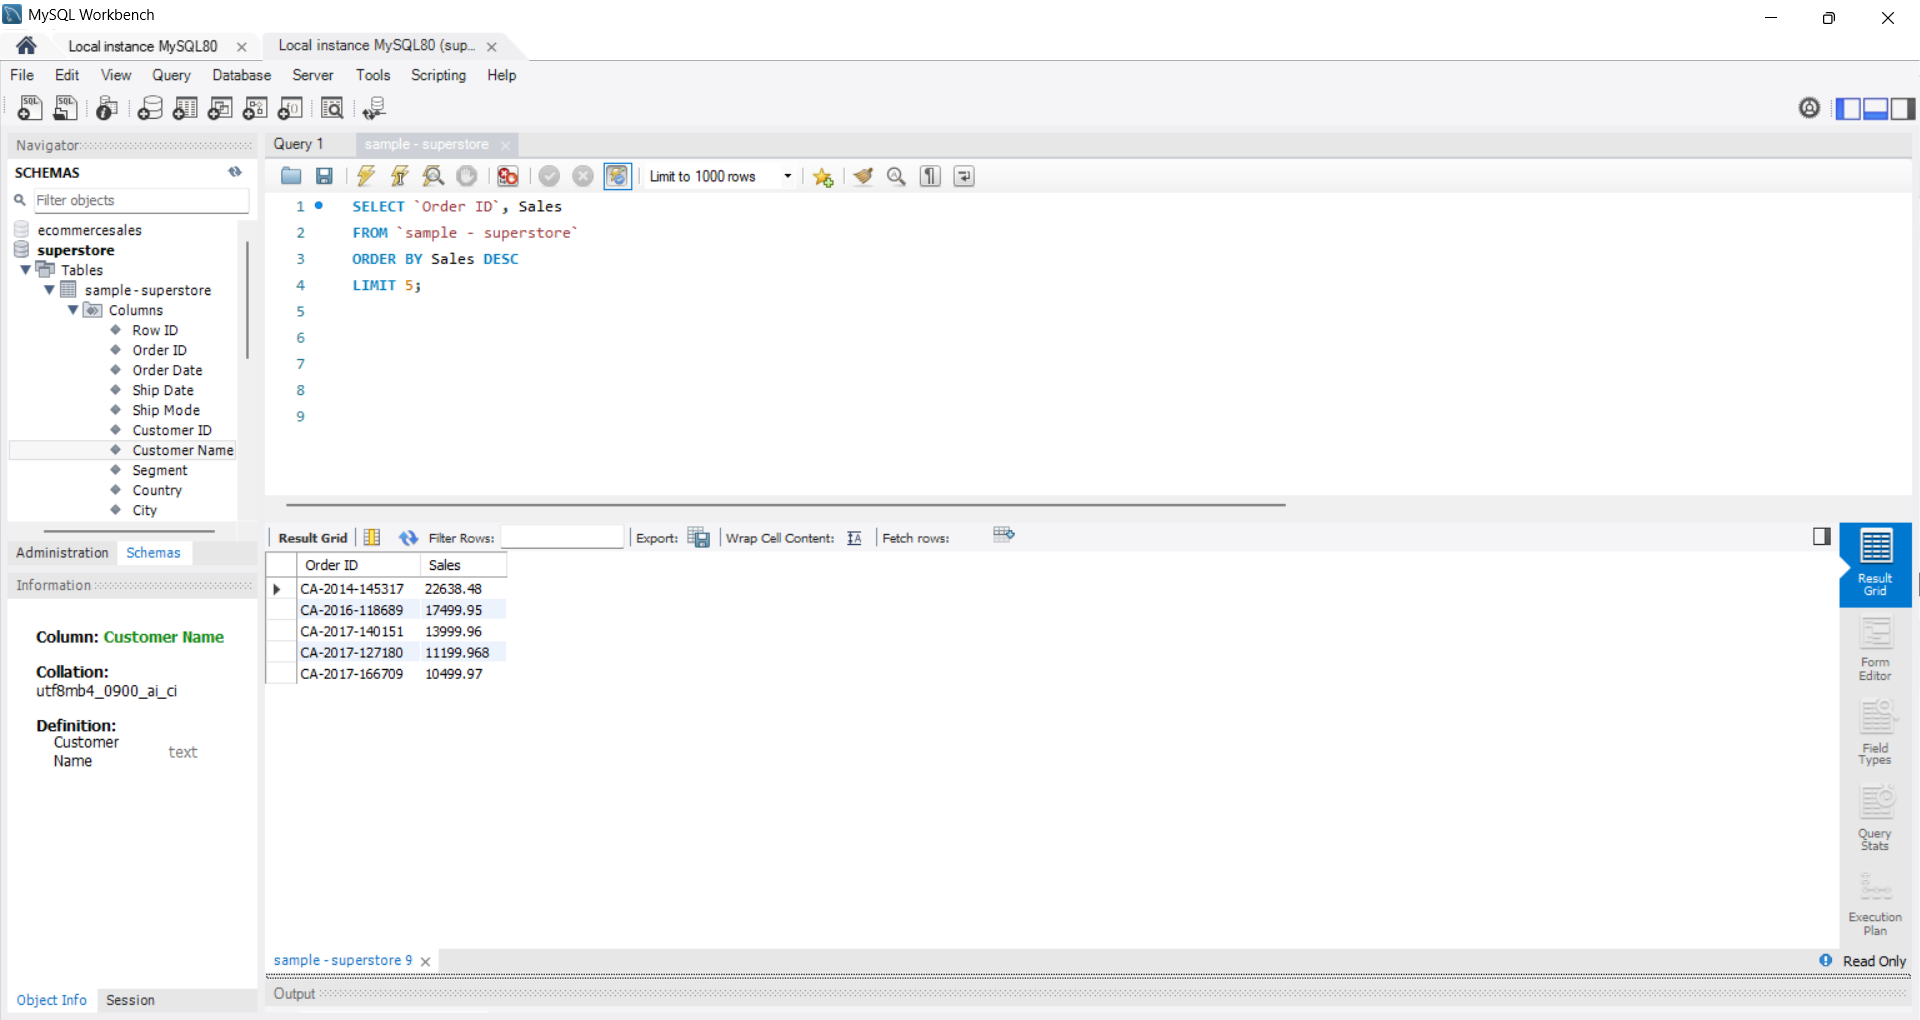 MySQL Workbench
Local instance MySQL80
Local instance MySQL80 (sup...
File Edit View Query Database Server Tools Scripting Help
Navigator
SCHEMAS
Filter objects
ecommercesales
superstore
Tables
sample - superstore
Columns
Row ID
Order ID
Order Date
Ship Date
Ship Mode
Customer ID
Customer Name
Segment
Country
City
Administration Schemas
Information
Column: Customer Name
Collation:
utf8mb4_0900_ai_ci
Definition:
Customer Name text
Object Info Session
Query 1 sample - superstore
Limit to 1000 rows
1 SELECT `Order ID`, Sales
2 FROM `sample - superstore`
3 ORDER BY Sales DESC
4 LIMIT 5;
5
6
7
8
9
Result Grid Filter Rows: Export: Wrap Cell Content: Fetch rows:
Order ID Sales
CA-2014-145317 22638.48
CA-2016-118689 17499.95
CA-2017-140151 13999.96
CA-2017-127180 11199.968
CA-2017-166709 10499.97
Result
Grid
Form
Editor
Field
Types
Query
Stats
Execution
Plan
sample - superstore 9
Read Only
Output